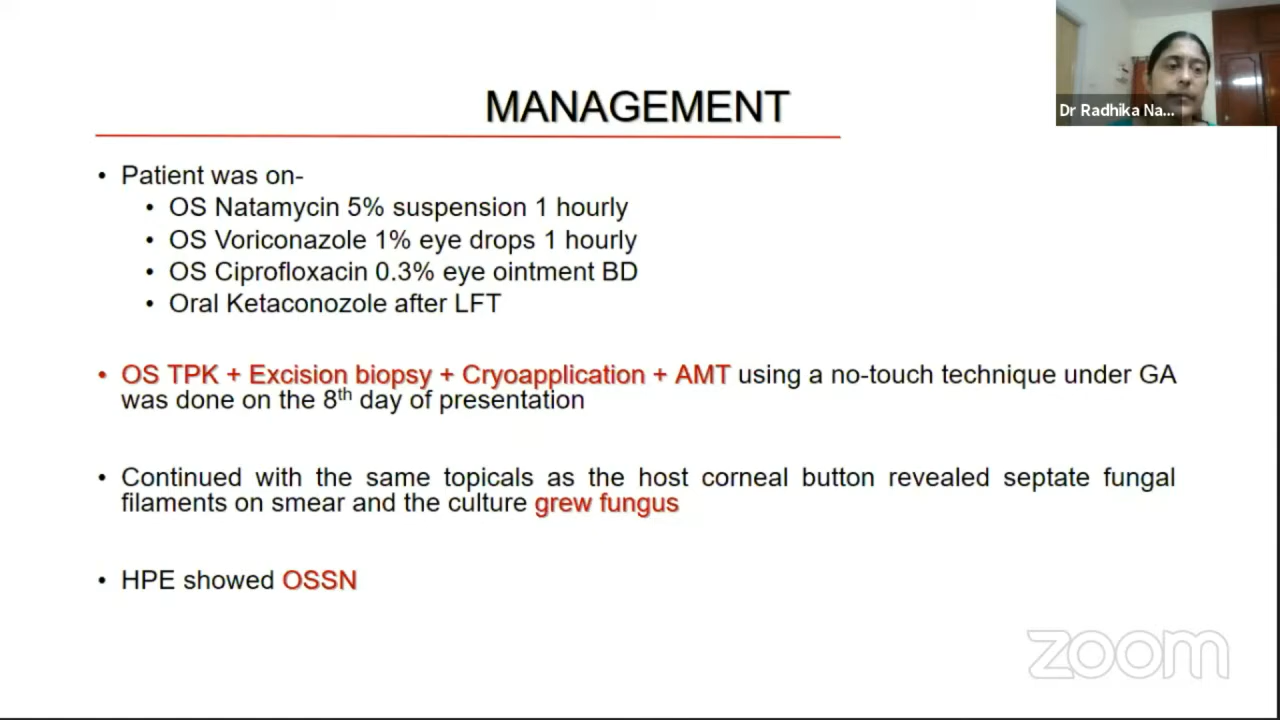 MANAGEMENT
Dr Radhika Na...
• Patient was on-
• OS Natamycin 5% suspension 1 hourly
• OS Voriconazole 1% eye drops 1 hourly
• OS Ciprofloxacin 0.3% eye ointment BD
• Oral Ketaconozole after LFT
• OS TPK + Excision biopsy + Cryoapplication + AMT using a no-touch technique under GA
was done on the 8th day of presentation
• Continued with the same topicals as the host corneal button revealed septate fungal
filaments on smear and the culture grew fungus
• HPE showed OSSN
zoom